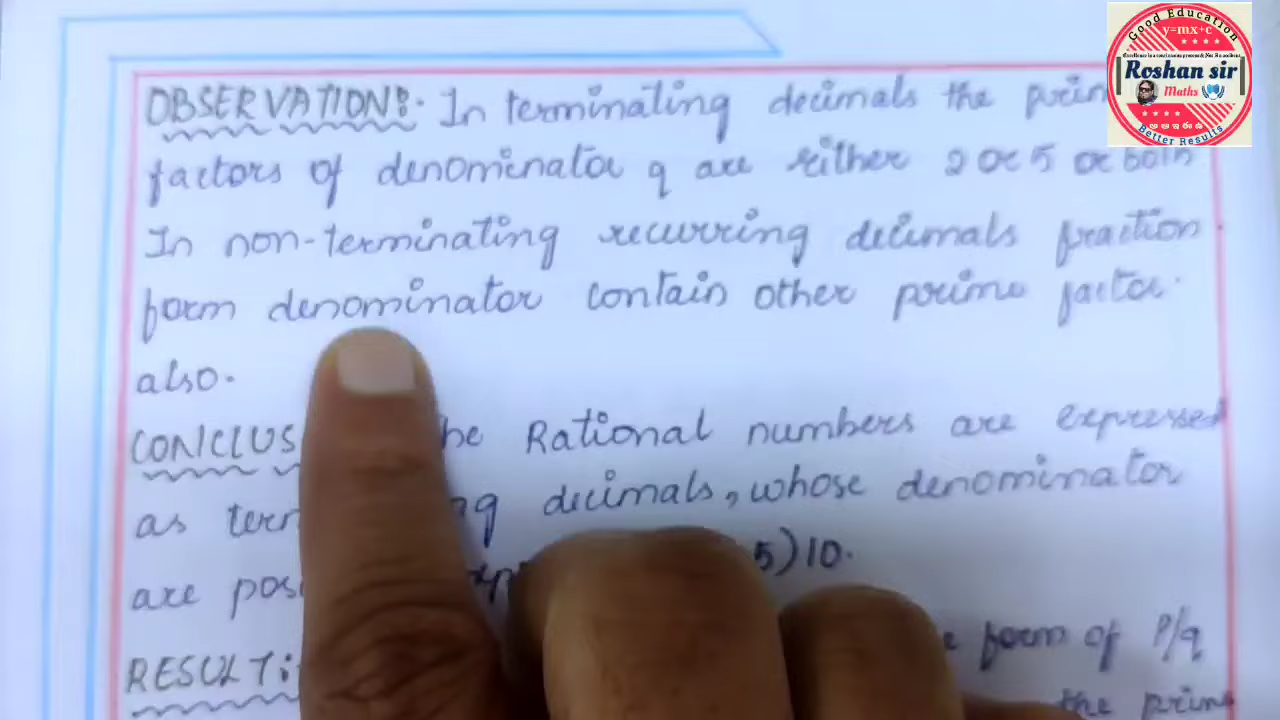 Good Education
y=mx+c
Roshan sir
Maths
Better Results
OBSERVATION:- In terminating decimals the prim
factors of denominator q are either 2 or 5 or both
In non-terminating recurring decimals fraction
form denominator contain other prime factor.
also.
CONCLUS he Rational numbers are expressed
as ter g decimals, whose denominator
are pos 5)10.
RESULT:- form of P/q
the prime